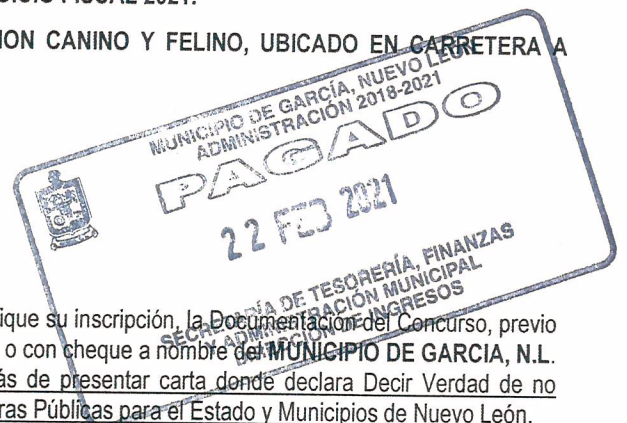 EJERCICIO FISCAL 2021.
ION CANINO Y FELINO, UBICADO EN CARRETERA A
MUNICIPIO DE GARCÍA, NUEVO LEÓN
ADMINISTRACIÓN 2018-2021
PAGADO
22 FEB 2021
SECRETARÍA DE TESORERÍA, FINANZAS
Y ADMINISTRACIÓN MUNICIPAL
DIRECCIÓN DE INGRESOS
ique su inscripción, la Documentación del Concurso, previo
o con cheque a nombre del MUNICIPIO DE GARCIA, N.L.
ás de presentar carta donde declara Decir Verdad de no
ras Públicas para el Estado y Municipios de Nuevo León.